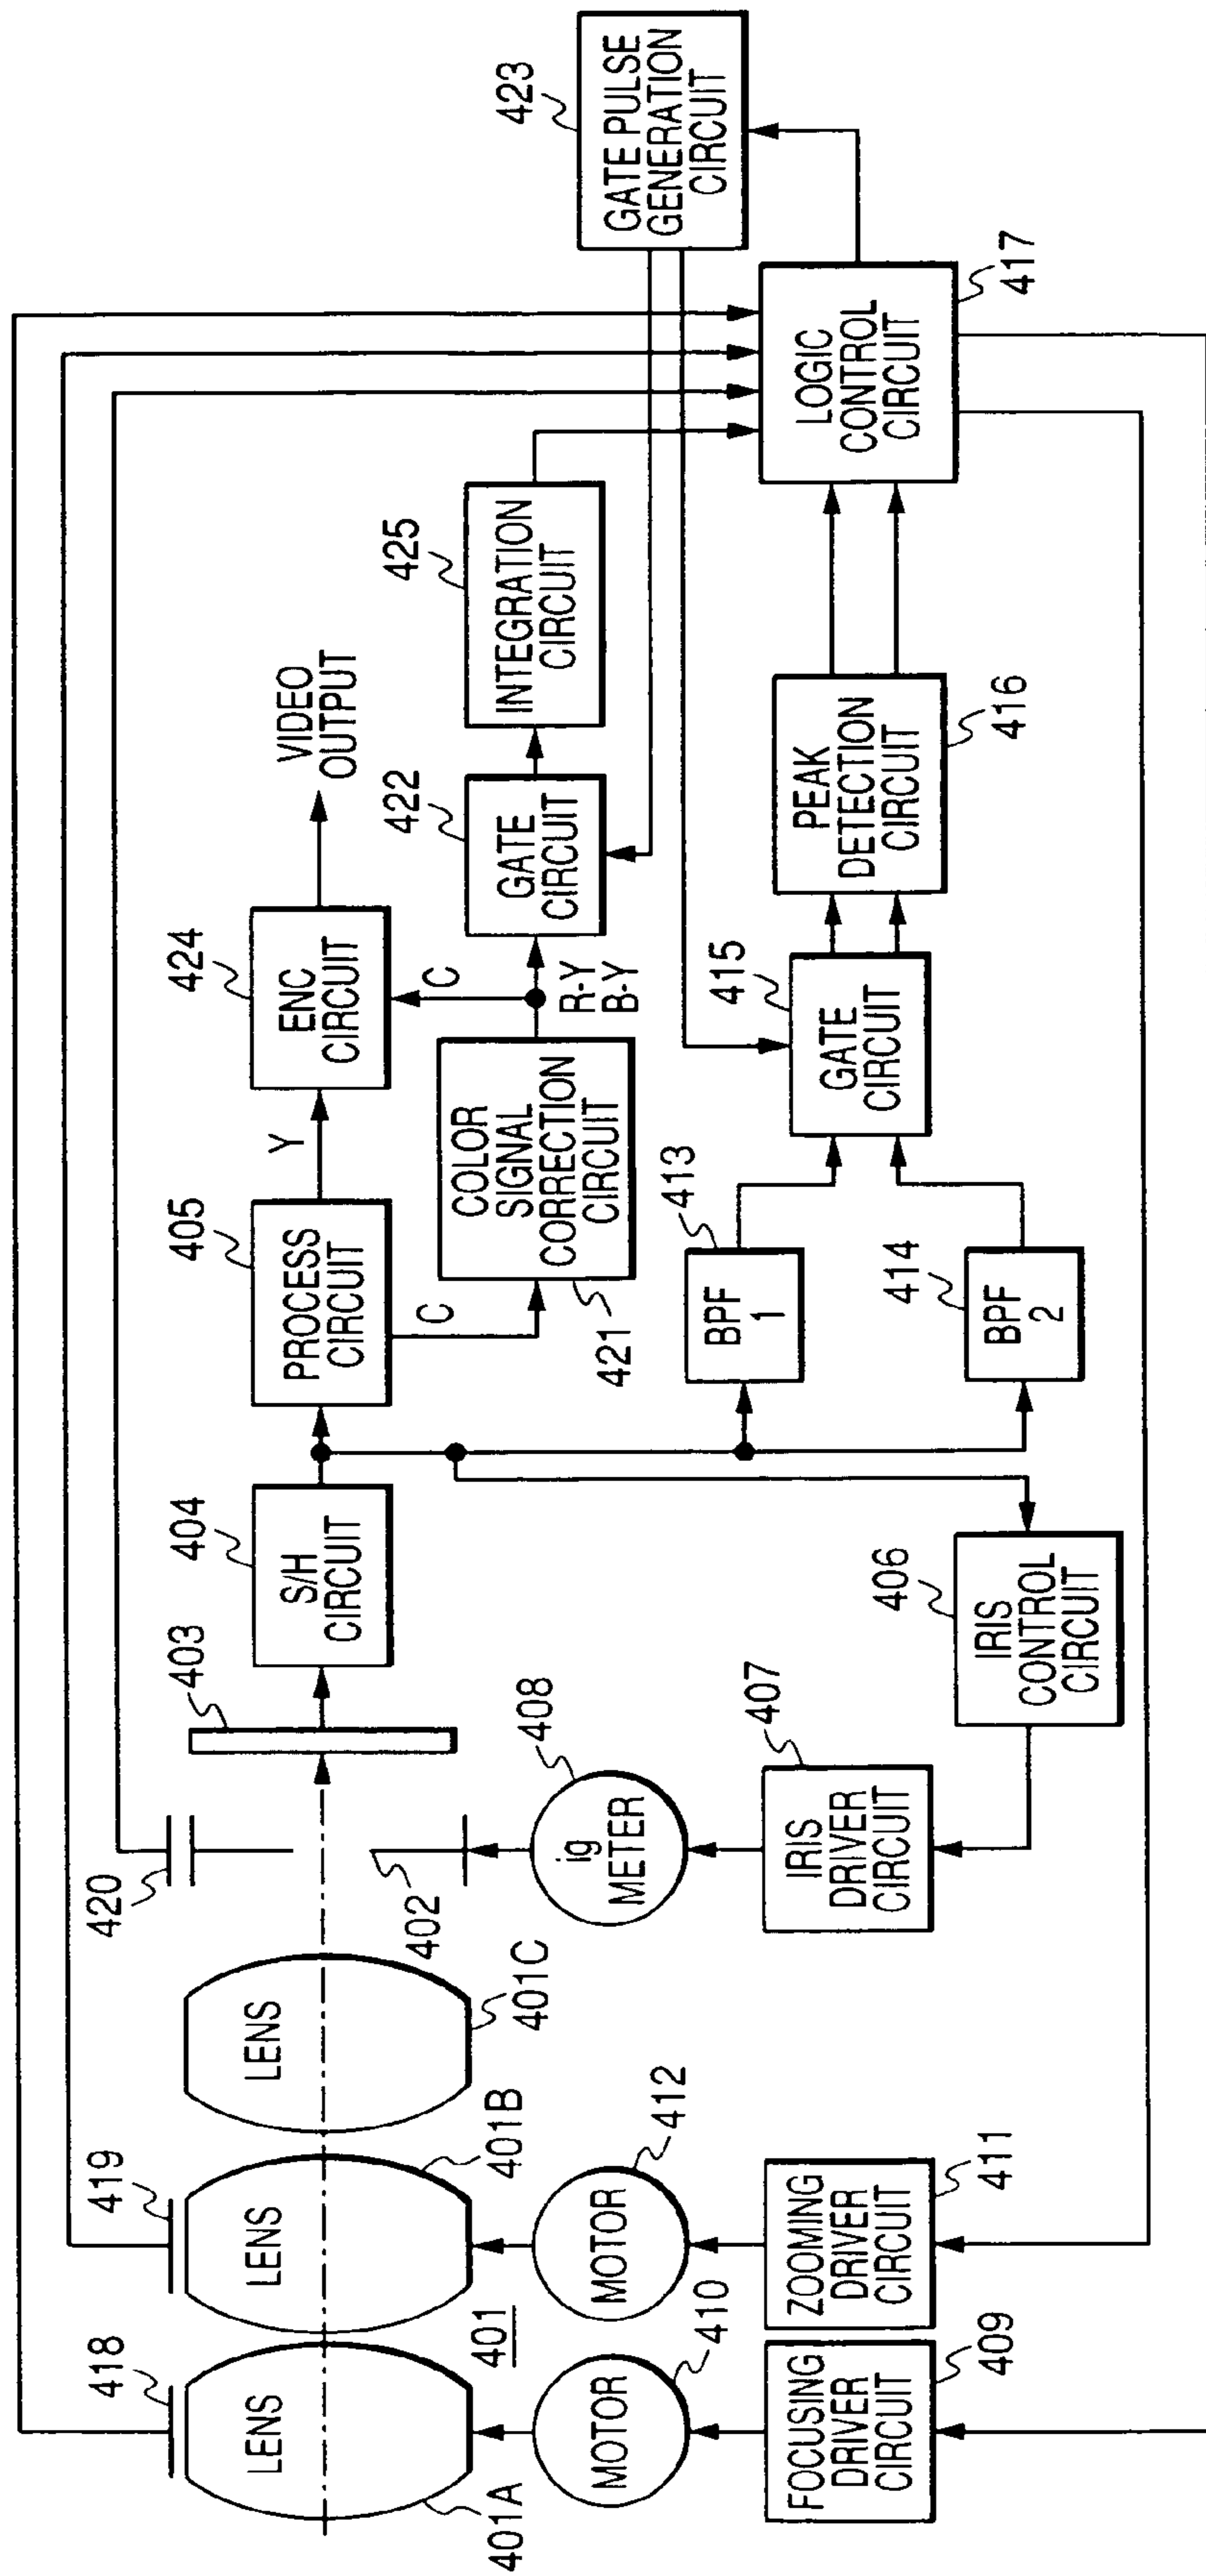 418
LENS
401A
419
LENS
401B
401
LENS
401C
420
402
403
404
S/H
CIRCUIT
405
PROCESS
CIRCUIT
Y
C
424
ENC
CIRCUIT
C
VIDEO
OUTPUT
COLOR
SIGNAL
CORRECTION
CIRCUIT
421
R-Y
B-Y
422
GATE
CIRCUIT
425
INTEGRATION
CIRCUIT
423
GATE PULSE
GENERATION
CIRCUIT
MOTOR
410
MOTOR
412
ig
METER
408
FOCUSING
DRIVER
CIRCUIT
409
ZOOMING
DRIVER
CIRCUIT
411
407
IRIS
DRIVER
CIRCUIT
406
IRIS
CONTROL
CIRCUIT
413
BPF
1
414
BPF
2
415
GATE
CIRCUIT
PEAK
DETECTION
CIRCUIT
416
LOGIC
CONTROL
CIRCUIT
417